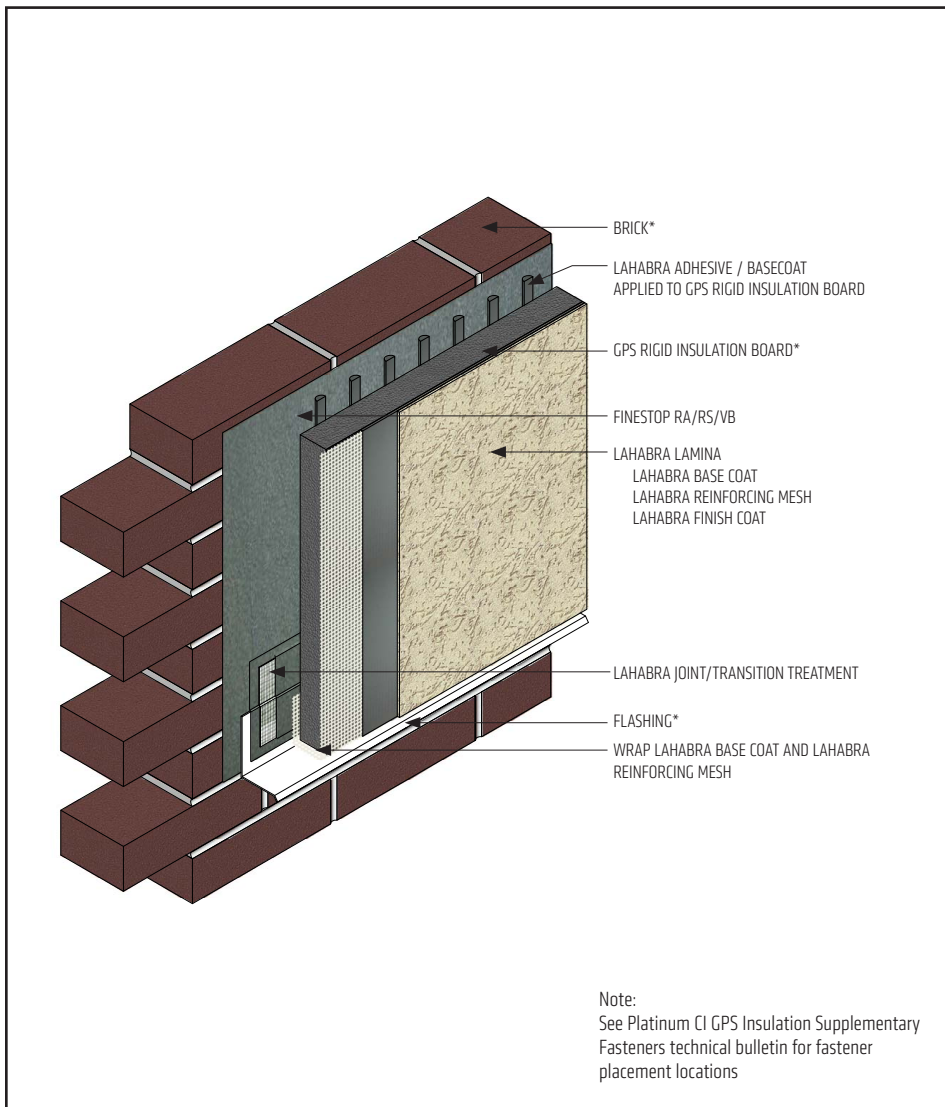 BRICK*
LAHABRA ADHESIVE / BASECOAT
APPLIED TO GPS RIGID INSULATION BOARD
GPS RIGID INSULATION BOARD*
FINESTOP RA/RS/VB
LAHABRA LAMINA
LAHABRA BASE COAT
LAHABRA REINFORCING MESH
LAHABRA FINISH COAT
LAHABRA JOINT/TRANSITION TREATMENT
FLASHING*
WRAP LAHABRA BASE COAT AND LAHABRA
REINFORCING MESH
Note:
See Platinum CI GPS Insulation Supplementary
Fasteners technical bulletin for fastener
placement locations